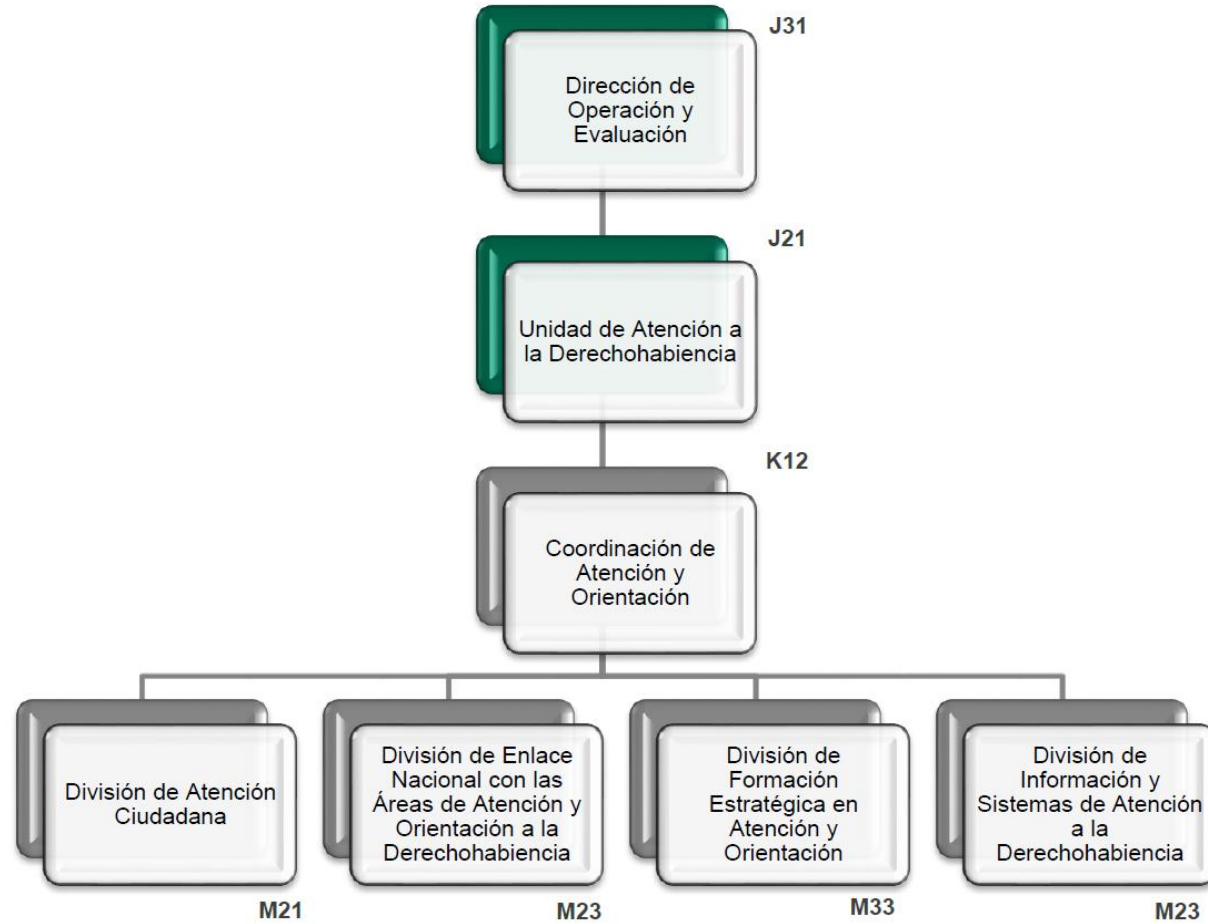 J31
Dirección de
Operación y
Evaluación
J21
Unidad de Atención a
la Derechohabiencia
K12
Coordinación de
Atención y
Orientación
División de Atención
Ciudadana
M21
División de Enlace
Nacional con las
Áreas de Atención y
Orientación a la
Derechohabiencia
M23
División de
Formación
Estratégica en
Atención y
Orientación
M33
División de
Información y
Sistemas de Atención
a la
Derechohabiencia
M23